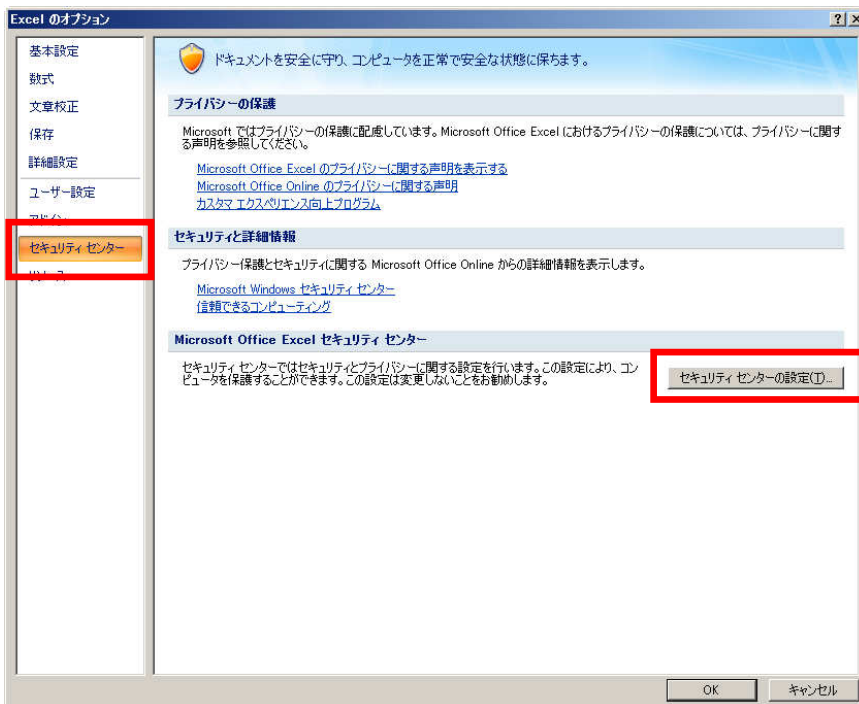 Excel のオプション
基本設定
数式
文章校正
保存
詳細設定
ユーザー設定
アドイン
セキュリティ センター
リソース
ドキュメントを安全に守り、コンピュータを正常で安全な状態に保ちます。
プライバシーの保護
Microsoft ではプライバシーの保護に配慮しています。Microsoft Office Excel におけるプライバシーの保護については、プライバシーに関す
る声明を参照してください。
Microsoft Office Excel のプライバシーに関する声明を表示する
Microsoft Office Online のプライバシーに関する声明
カスタマ エクスペリエンス向上プログラム
セキュリティと詳細情報
プライバシー保護とセキュリティに関する Microsoft Office Online からの詳細情報を表示します。
Microsoft Windows セキュリティ センター
信頼できるコンピューティング
Microsoft Office Excel セキュリティ センター
セキュリティ センターではセキュリティとプライバシーに関する設定を行います。この設定により、コン
ピュータを保護することができます。この設定は変更しないことをお勧めします。
セキュリティ センターの設定(T)...
OK
キャンセル